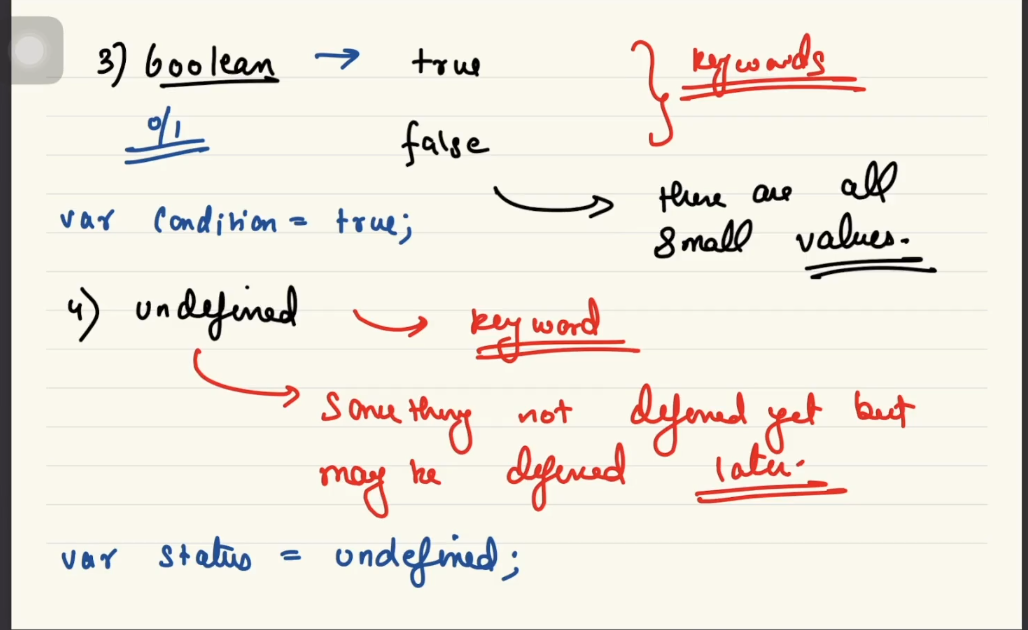 3) boolean → true } keywords
0/1
false
→ there are all
small values.
var condition = true;
4) undefined → keyword
→ something not defined yet but
may be defined later.
var status = undefined;